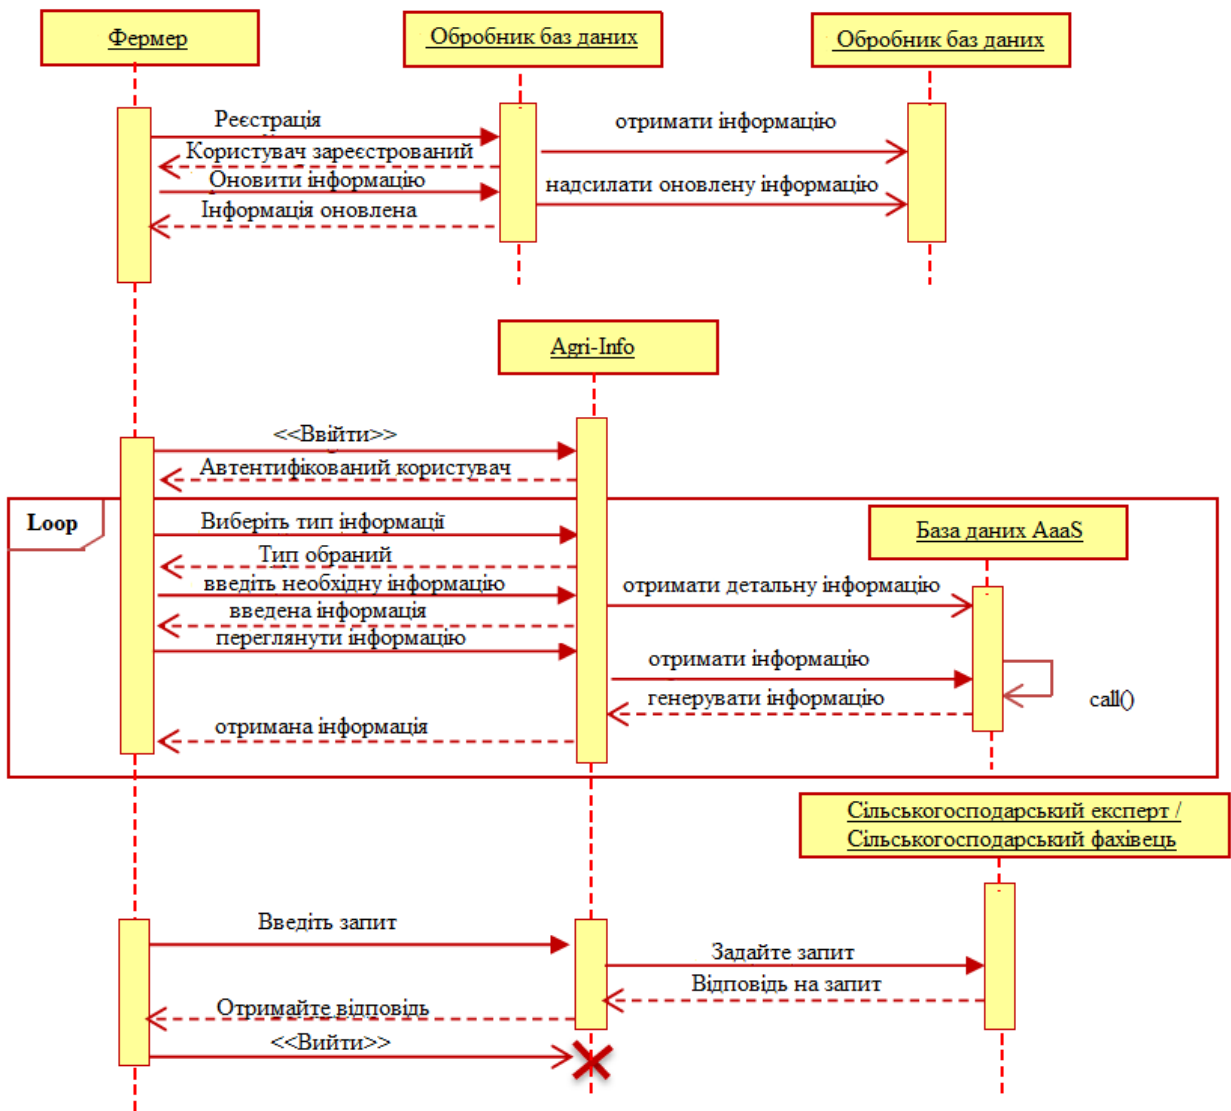 Фермер
Обробник баз даних
Обробник баз даних
Реєстрація
отримати інформацію
Користувач зареєстрований
Оновити інформацію
надсилати оновлену інформацію
Інформація оновлена
Agri-Info
<<Ввійти>>
Автентифікований користувач
Loop
Виберіть тип інформації
База даних AaaS
Тип обраний
введіть необхідну інформацію
отримати детальну інформацію
введена інформація
переглянути інформацію
отримати інформацію
генерувати інформацію
call()
отримана інформація
Сільськогосподарський експерт /
Сільськогосподарський фахівець
Введіть запит
Задайте запит
Відповідь на запит
Отримайте відповідь
<<Вийти>>